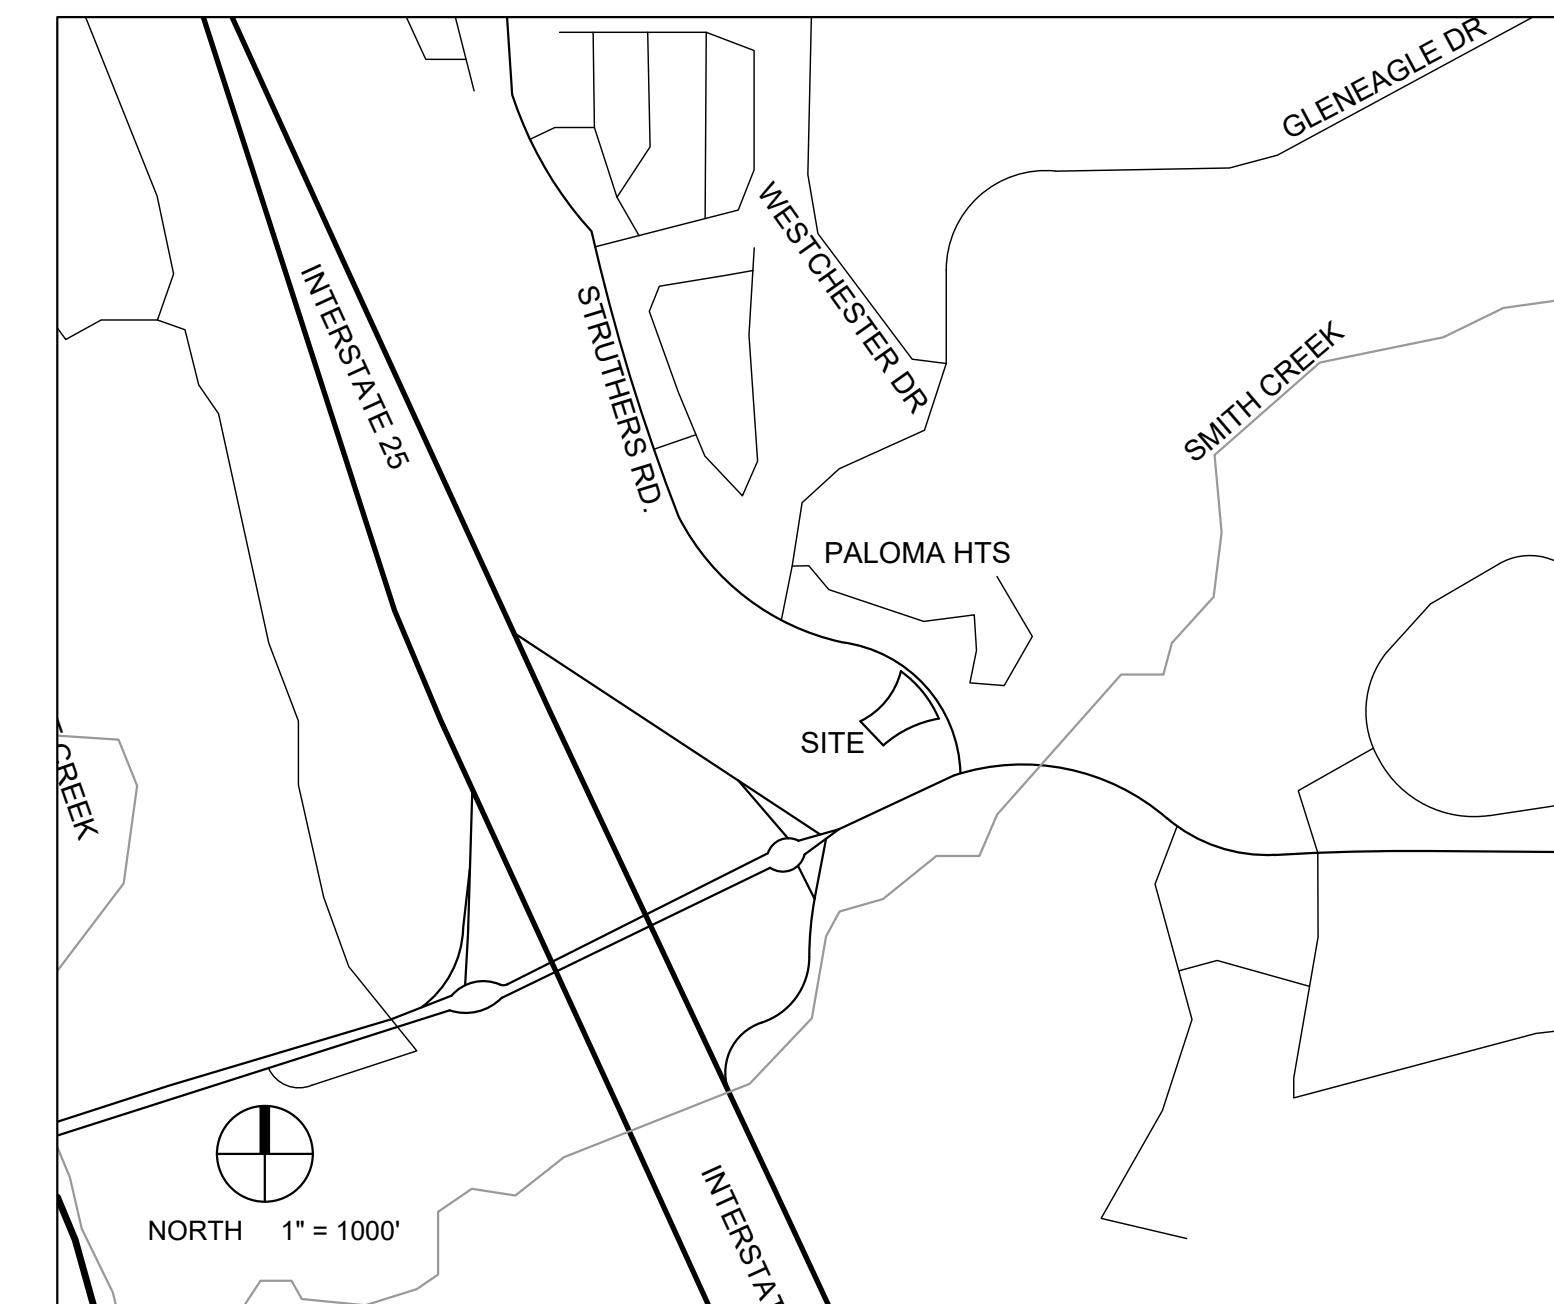 GLENEAGLE DR
WESTCHESTER DR
INTERSTATE 25
STRUTHERS RD.
SMITH CREEK
PALOMA HTS
SITE
CREEK
NORTH 1" = 1000'
INTERSTAT